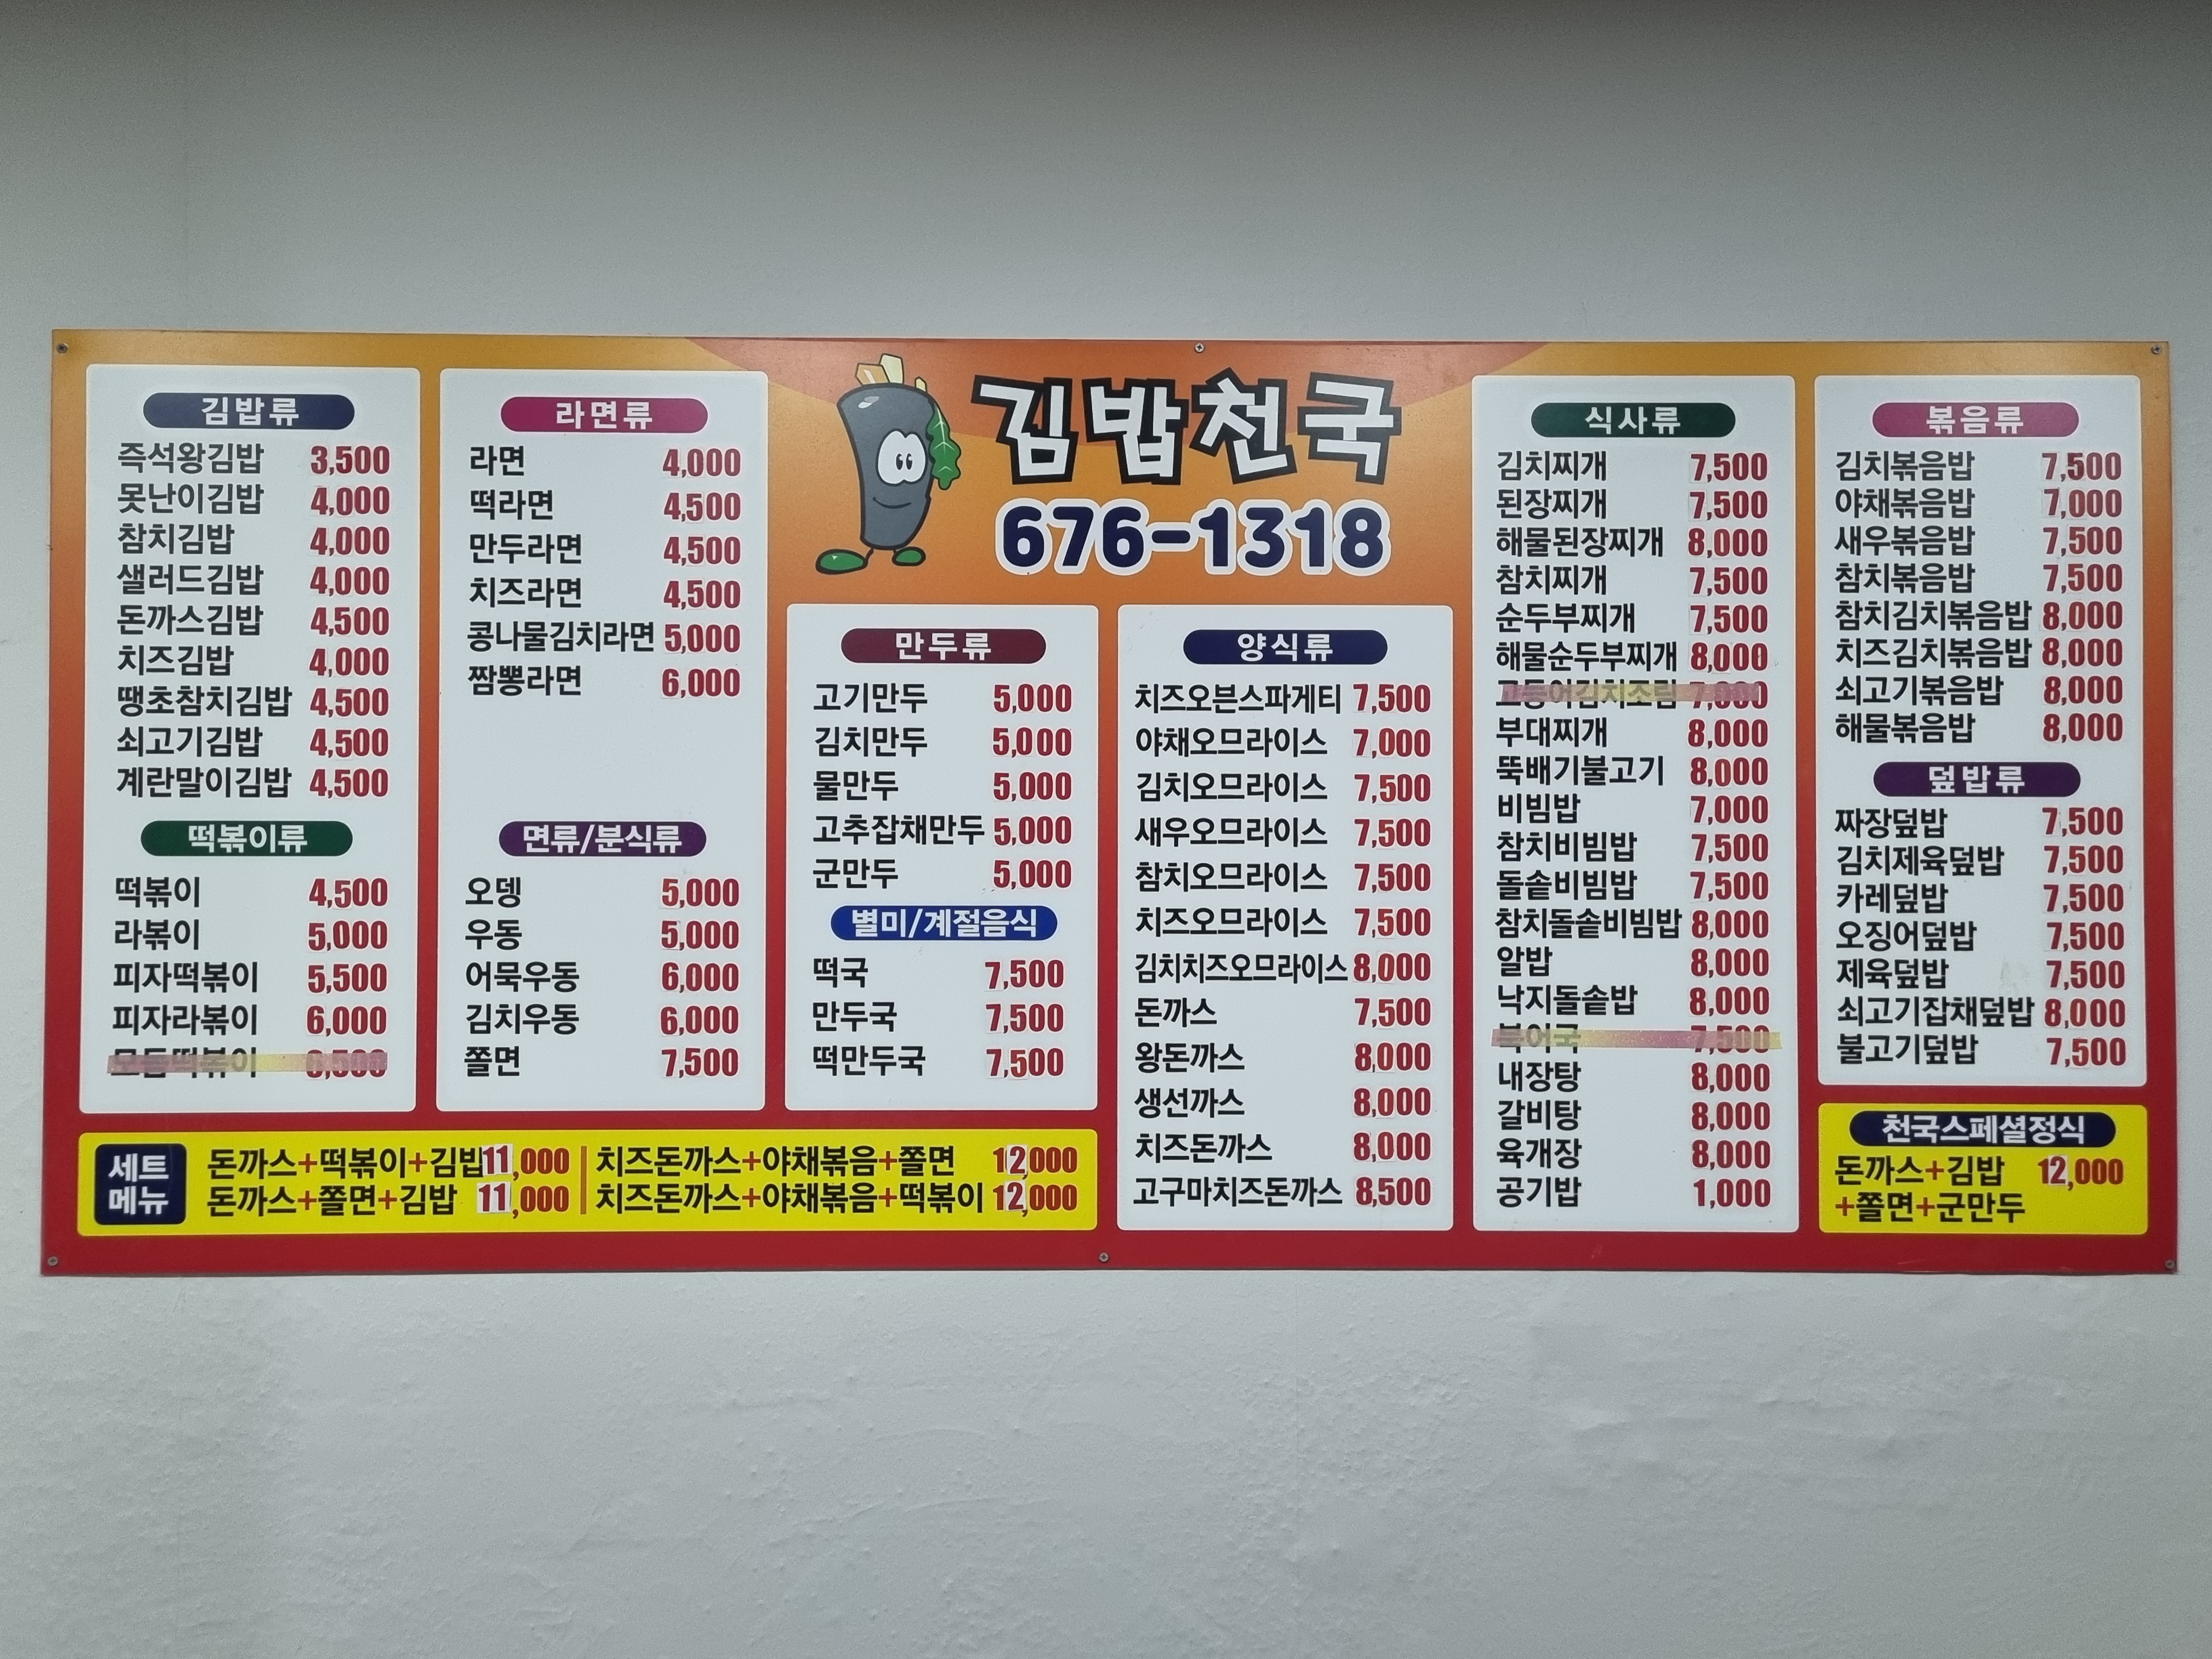 김밥천국
676-1318
김밥류
즉석왕김밥 3,500
못난이김밥 4,000
참치김밥 4,000
샐러드김밥 4,000
돈까스김밥 4,500
치즈김밥 4,000
땡초참치김밥 4,500
쇠고기김밥 4,500
계란말이김밥 4,500
떡볶이류
떡볶이 4,500
라볶이 5,000
피자떡볶이 5,500
피자라볶이 6,000
떡볶이
라면류
라면 4,000
떡라면 4,500
만두라면 4,500
치즈라면 4,500
콩나물김치라면 5,000
짬뽕라면 6,000
면류/분식류
오뎅 5,000
우동 5,000
어묵우동 6,000
김치우동 6,000
쫄면 7,500
만두류
고기만두 5,000
김치만두 5,000
물만두 5,000
고추잡채만두 5,000
군만두 5,000
별미/계절음식
떡국 7,500
만두국 7,500
떡만두국 7,500
양식류
치즈오븐스파게티 7,500
야채오므라이스 7,000
김치오므라이스 7,500
새우오므라이스 7,500
참치오므라이스 7,500
치즈오므라이스 7,500
김치치즈오므라이스 8,000
돈까스 7,500
왕돈까스 8,000
생선까스 8,000
치즈돈까스 8,000
고구마치즈돈까스 8,500
식사류
김치찌개 7,500
된장찌개 7,500
해물된장찌개 8,000
참치찌개 7,500
순두부찌개 7,500
해물순두부찌개 8,000
고등어김치조림 7,000
부대찌개 8,000
뚝배기불고기 8,000
비빔밥 7,000
참치비빔밥 7,500
돌솥비빔밥 7,500
참치돌솥비빔밥 8,000
알밥 8,000
낙지돌솥밥 8,000
북어국 7,500
내장탕 8,000
갈비탕 8,000
육개장 8,000
공기밥 1,000
볶음류
김치볶음밥 7,500
야채볶음밥 7,000
새우볶음밥 7,500
참치볶음밥 7,500
참치김치볶음밥 8,000
치즈김치볶음밥 8,000
쇠고기볶음밥 8,000
해물볶음밥 8,000
덮밥류
짜장덮밥 7,500
김치제육덮밥 7,500
카레덮밥 7,500
오징어덮밥 7,500
제육덮밥 7,500
쇠고기잡채덮밥 8,000
불고기덮밥 7,500
세트
메뉴
돈까스+떡볶이+김밥 11,000
돈까스+쫄면+김밥 11,000
치즈돈까스+야채볶음+쫄면 12,000
치즈돈까스+야채볶음+떡볶이 12,000
천국스페셜정식
돈까스+김밥 12,000
+쫄면+군만두